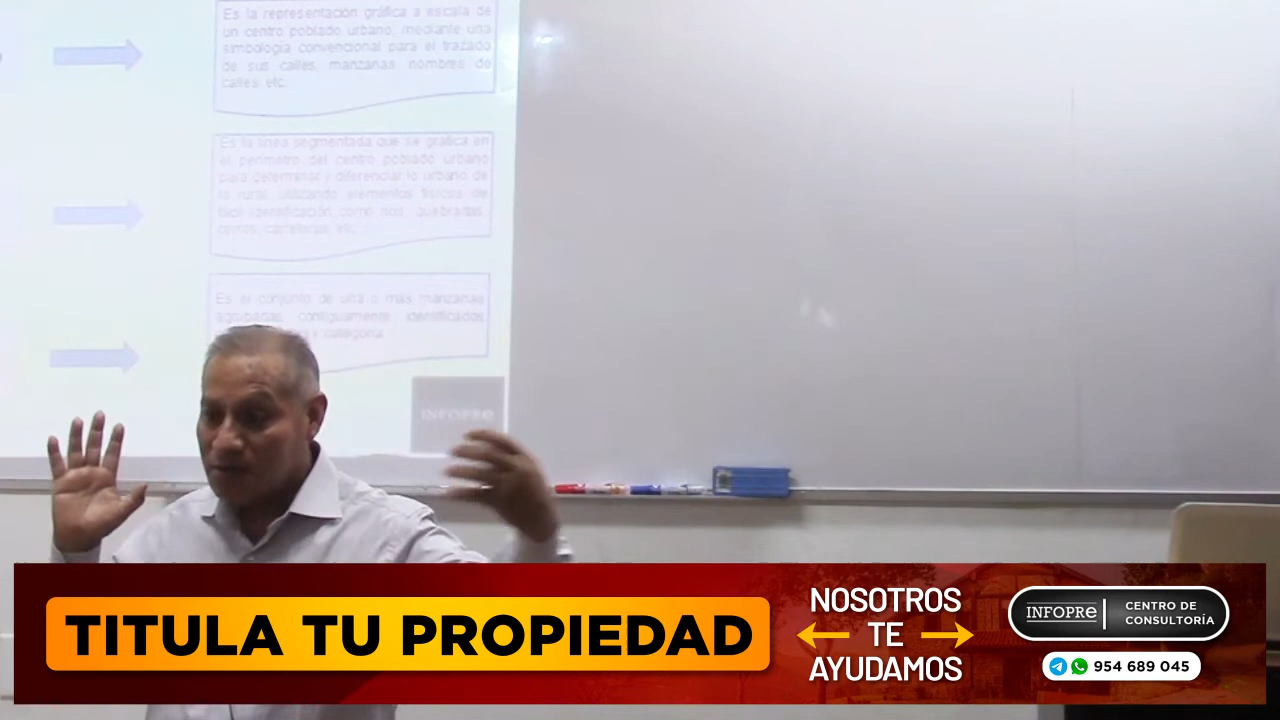 Es la representación gráfica a escala de
un centro poblado urbano, mediante una
simbología convencional para el trazado
de sus calles, manzanas nombres de
calles, etc.
Es la línea segmentada que se grafica en
el perímetro del centro poblado urbano
para determinar y diferenciar lo urbano de
lo rural, utilizando elementos físicos de
fácil identificación como ríos, quebradas,
cerros, carreteras, etc.
Es el conjunto de una o más manzanas
agrupadas contiguamente identificados
y categoría
INFOPRe
TITULA TU PROPIEDAD
NOSOTROS
TE
AYUDAMOS
INFOPRe
CENTRO DE
CONSULTORÍA
954 689 045